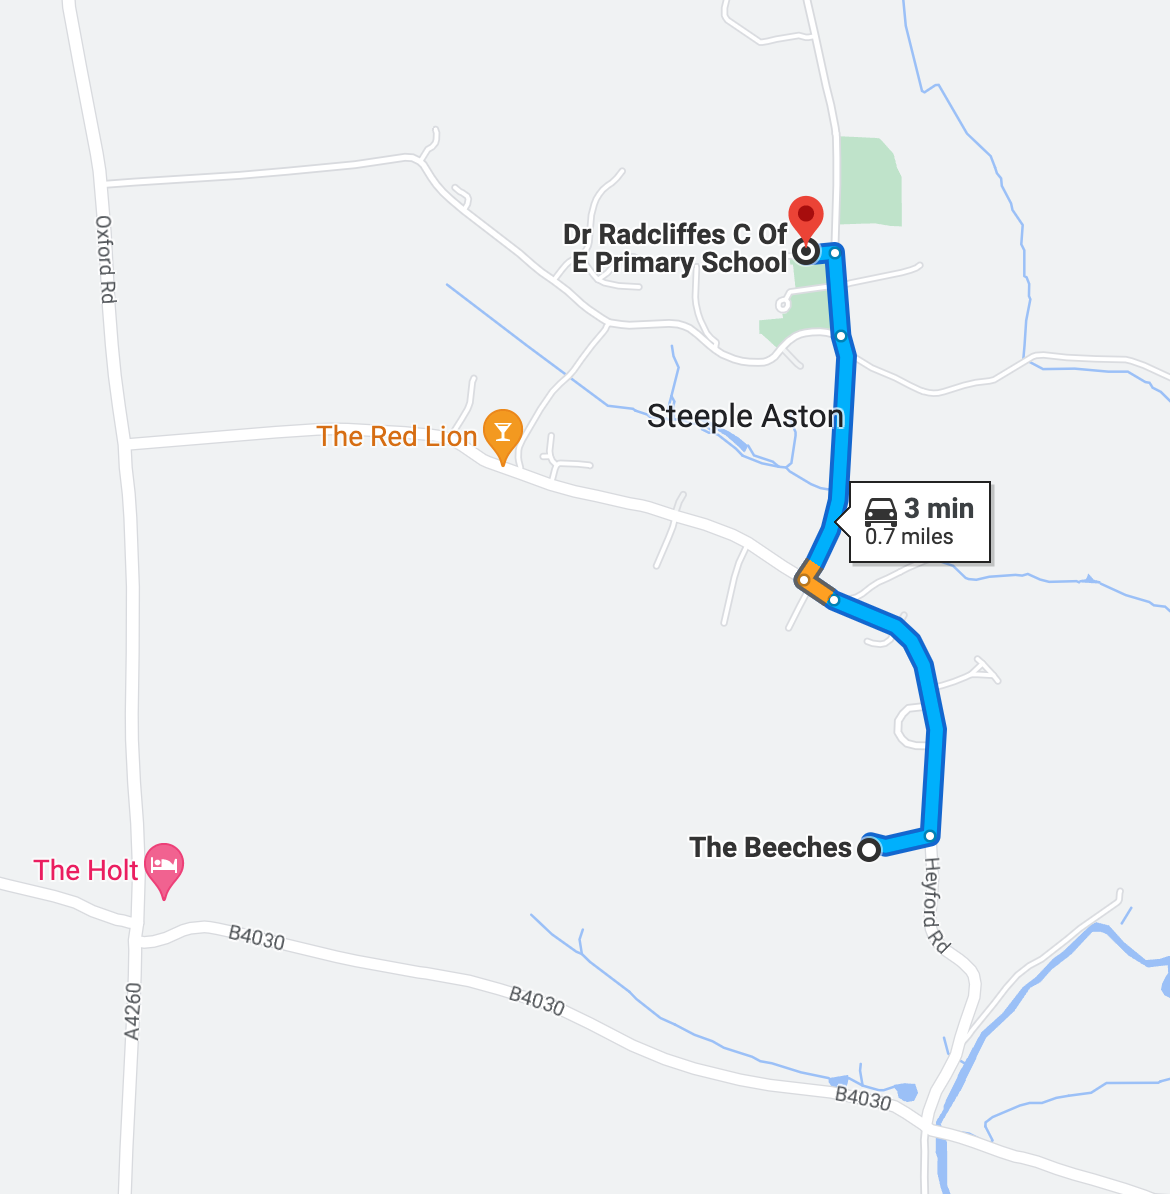 Oxford Rd
Dr Radcliffes C Of
E Primary School
Steeple Aston
The Red Lion
3 min
0.7 miles
The Beeches
The Holt
Heyford Rd
B4030
B4030
A4260
B4030